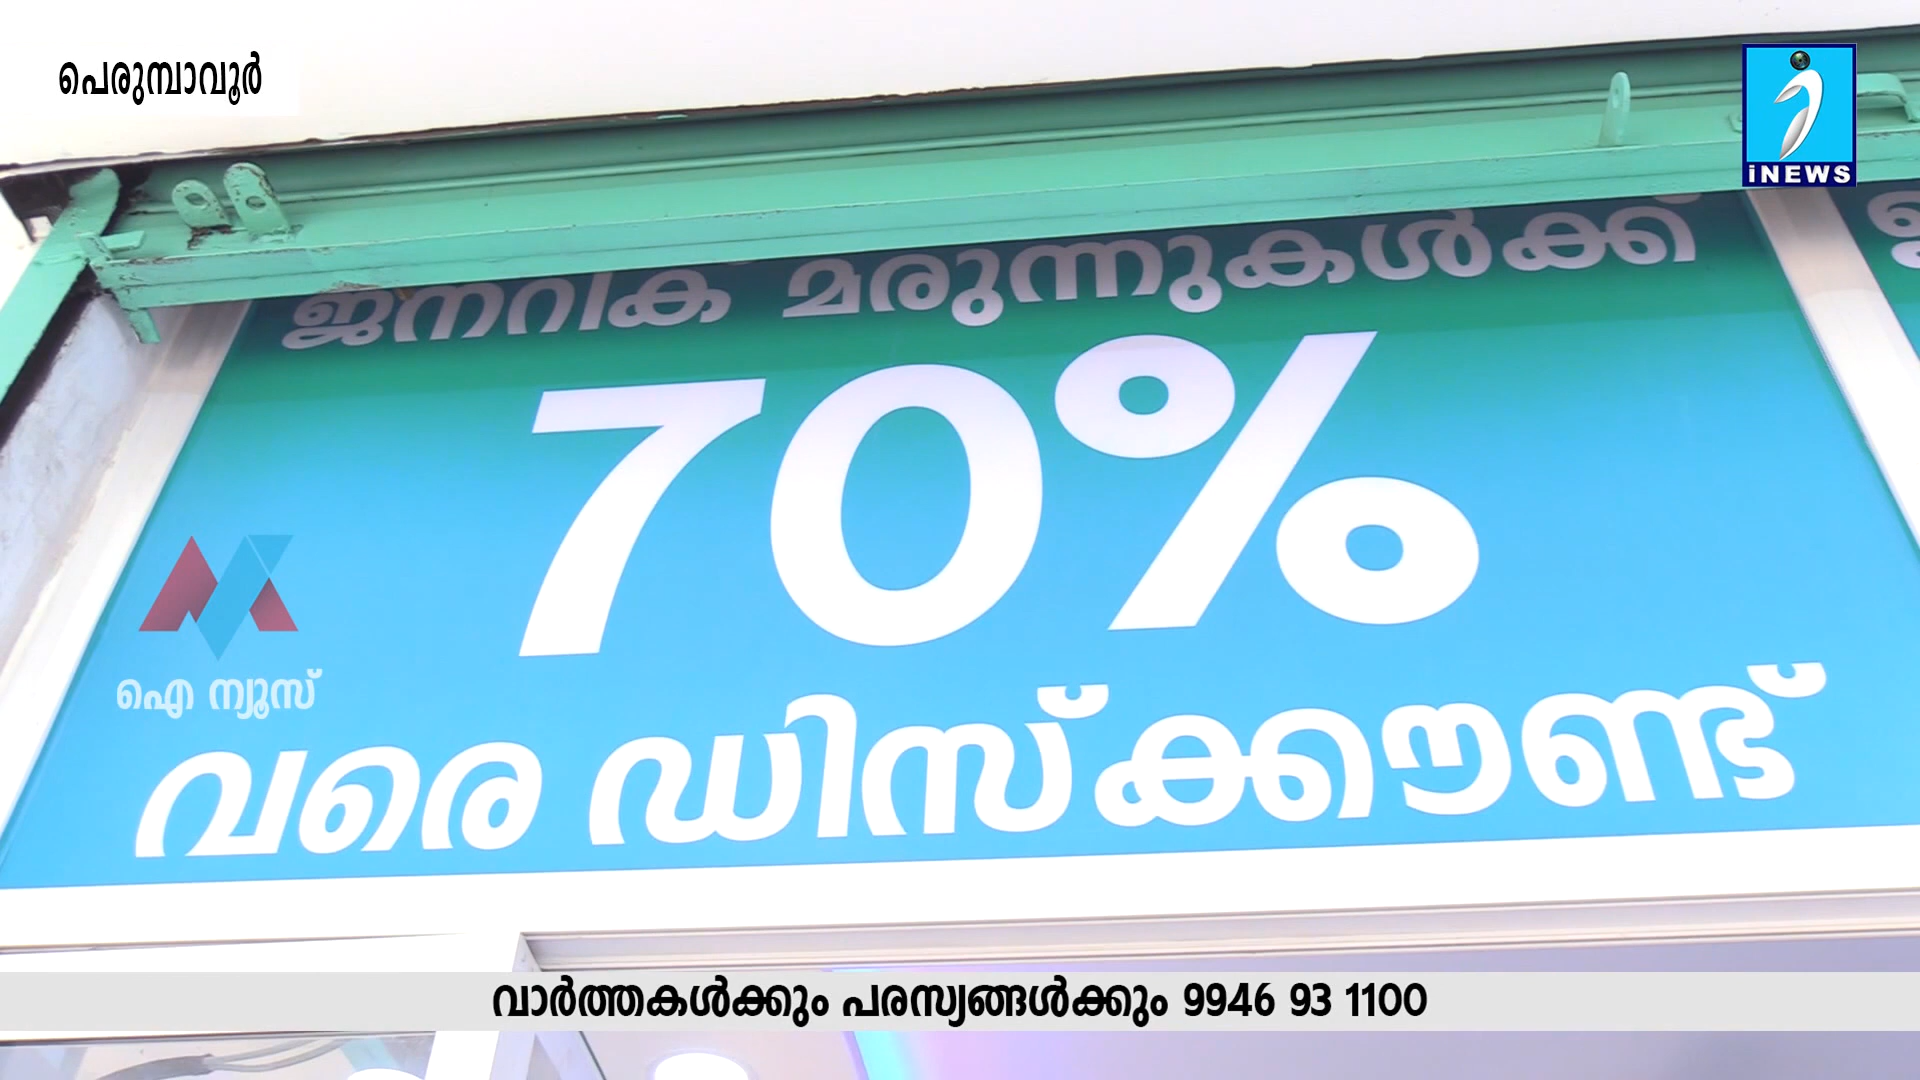 പെരുമ്പാവൂർ
iNEWS
ജനറിക് മരുന്നുകൾക്ക്
70%
ഐ ന്യൂസ്
വരെ ഡിസ്ക്കൗണ്ട്
വാർത്തകൾക്കും പരസ്യങ്ങൾക്കും 9946 93 1100